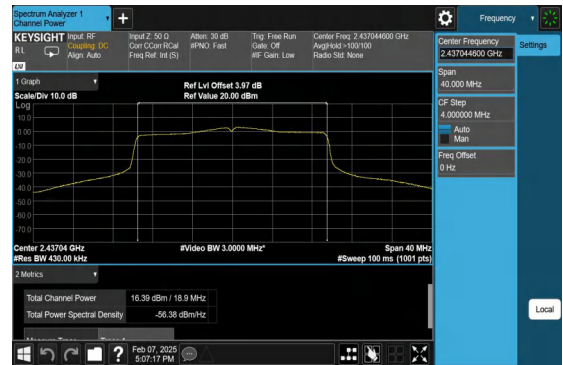 Spectrum Analyzer 1
Channel Power
+
Frequency
KEYSIGHT
RL
LXI
Input: RF
Coupling: DC
Align: Auto
Input Z: 50 Ω
Corr CCorr RCal
Freq Ref: Int (S)
Atten: 30 dB
#PNO: Fast
Trig: Free Run
Gate: Off
#IF Gain: Low
Center Freq: 2.437044600 GHz
Avg|Hold:>100/100
Radio Std: None
Center Frequency
2.437044600 GHz
Settings
Span
40.000 MHz
CF Step
4.000000 MHz
Auto
Man
Freq Offset
0 Hz
1 Graph
Scale/Div 10.0 dB
Ref Lvl Offset 3.97 dB
Ref Value 20.00 dBm
Log
10.0
0.00
-10.0
-20.0
-30.0
-40.0
-50.0
-60.0
-70.0
Center 2.43704 GHz
#Res BW 430.00 kHz
#Video BW 3.0000 MHz*
Span 40 MHz
#Sweep 100 ms (1001 pts)
2 Metrics
Total Channel Power 16.39 dBm / 18.9 MHz
Total Power Spectral Density -56.38 dBm/Hz
Local
?
Feb 07, 2025
5:07:17 PM